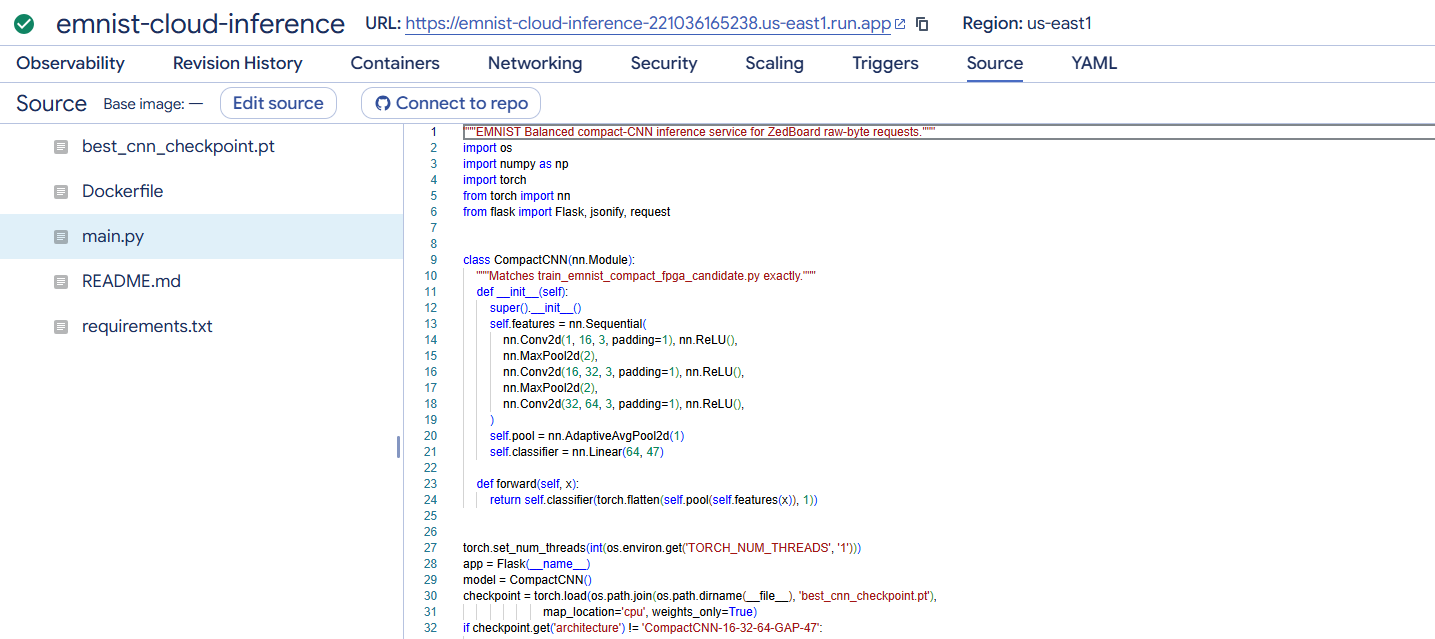 emnist-cloud-inference URL: https://emnist-cloud-inference-221036165238.us-east1.run.app Region: us-east1
Observability Revision History Containers Networking Security Scaling Triggers Source YAML
Source Base image: — Edit source Connect to repo
best_cnn_checkpoint.pt
Dockerfile
main.py
README.md
requirements.txt
1 """EMNIST Balanced compact-CNN inference service for ZedBoard raw-byte requests."""
2 import os
3 import numpy as np
4 import torch
5 from torch import nn
6 from flask import Flask, jsonify, request
7
8
9 class CompactCNN(nn.Module):
10     """Matches train_emnist_compact_fpga_candidate.py exactly."""
11     def __init__(self):
12         super().__init__()
13         self.features = nn.Sequential(
14             nn.Conv2d(1, 16, 3, padding=1), nn.ReLU(),
15             nn.MaxPool2d(2),
16             nn.Conv2d(16, 32, 3, padding=1), nn.ReLU(),
17             nn.MaxPool2d(2),
18             nn.Conv2d(32, 64, 3, padding=1), nn.ReLU(),
19         )
20         self.pool = nn.AdaptiveAvgPool2d(1)
21         self.classifier = nn.Linear(64, 47)
22
23     def forward(self, x):
24         return self.classifier(torch.flatten(self.pool(self.features(x)), 1))
25
26
27 torch.set_num_threads(int(os.environ.get('TORCH_NUM_THREADS', '1')))
28 app = Flask(__name__)
29 model = CompactCNN()
30 checkpoint = torch.load(os.path.join(os.path.dirname(__file__), 'best_cnn_checkpoint.pt'),
31                         map_location='cpu', weights_only=True)
32 if checkpoint.get('architecture') != 'CompactCNN-16-32-64-GAP-47':